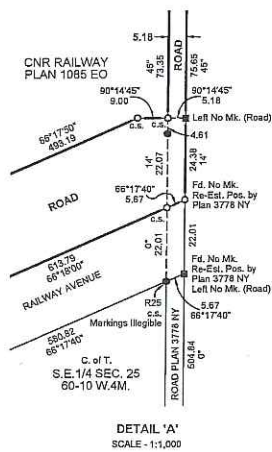 5.18
ROAD
CNR RAILWAY
PLAN 1085 EO
45"
73.35
75.65
45"
90°14'45"
9.00
90°14'45"
5.18
c.s.
Left No Mk. (Road)
c.s.
4.61
66°17'50"
493.19
14'
22.07
24.38
14'
66°17'40"
5.67
ROAD
Fd. No Mk.
Re-Est. Pos. by
Plan 3778 NY
c.s.
613.79
66°18'00"
0"
22.01
22.01
Fd. No Mk.
Re-Est. Pos. by
Plan 3778 NY
Left No Mk. (Road)
RAILWAY AVENUE
580.82
66°17'40"
R25
c.s.
Markings Illegible
5.67
66°17'40"
C. of T.
S.E.1/4 SEC. 25
60-10 W.4M.
ROAD PLAN 3778 NY
504.64
0"
DETAIL 'A'
SCALE - 1:1,000